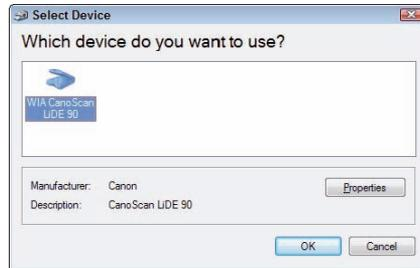 Select Device
Which device do you want to use?
WIA CanoScan
LiDE 90
Manufacturer: Canon
Properties
Description: CanoScan LiDE 90
OK Cancel